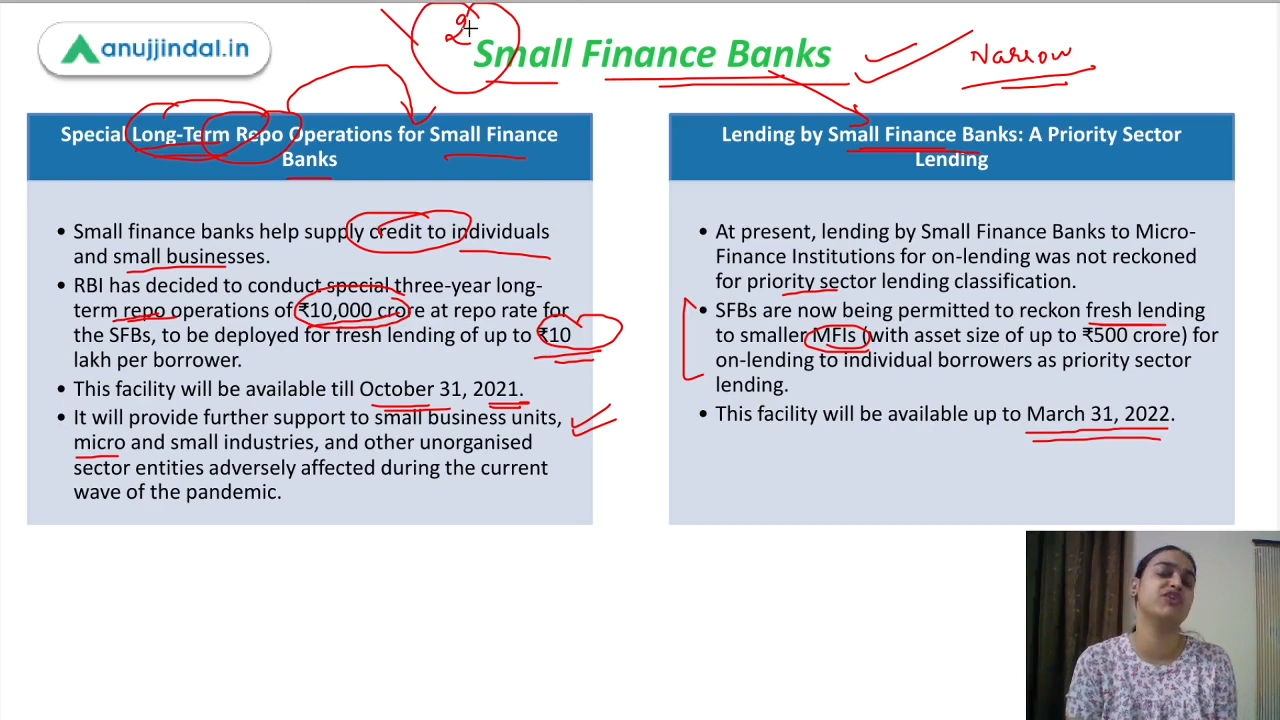 anujjindal.in
2x
Small Finance Banks
Narrow
Special Long-Term Repo Operations for Small Finance
Banks
• Small finance banks help supply credit to individuals
and small businesses.
• RBI has decided to conduct special three-year long-
term repo operations of ₹10,000 crore at repo rate for
the SFBs, to be deployed for fresh lending of up to ₹10
lakh per borrower.
• This facility will be available till October 31, 2021.
• It will provide further support to small business units,
micro and small industries, and other unorganised
sector entities adversely affected during the current
wave of the pandemic.
Lending by Small Finance Banks: A Priority Sector
Lending
• At present, lending by Small Finance Banks to Micro-
Finance Institutions for on-lending was not reckoned
for priority sector lending classification.
• SFBs are now being permitted to reckon fresh lending
to smaller MFIs (with asset size of up to ₹500 crore) for
on-lending to individual borrowers as priority sector
lending.
• This facility will be available up to March 31, 2022.